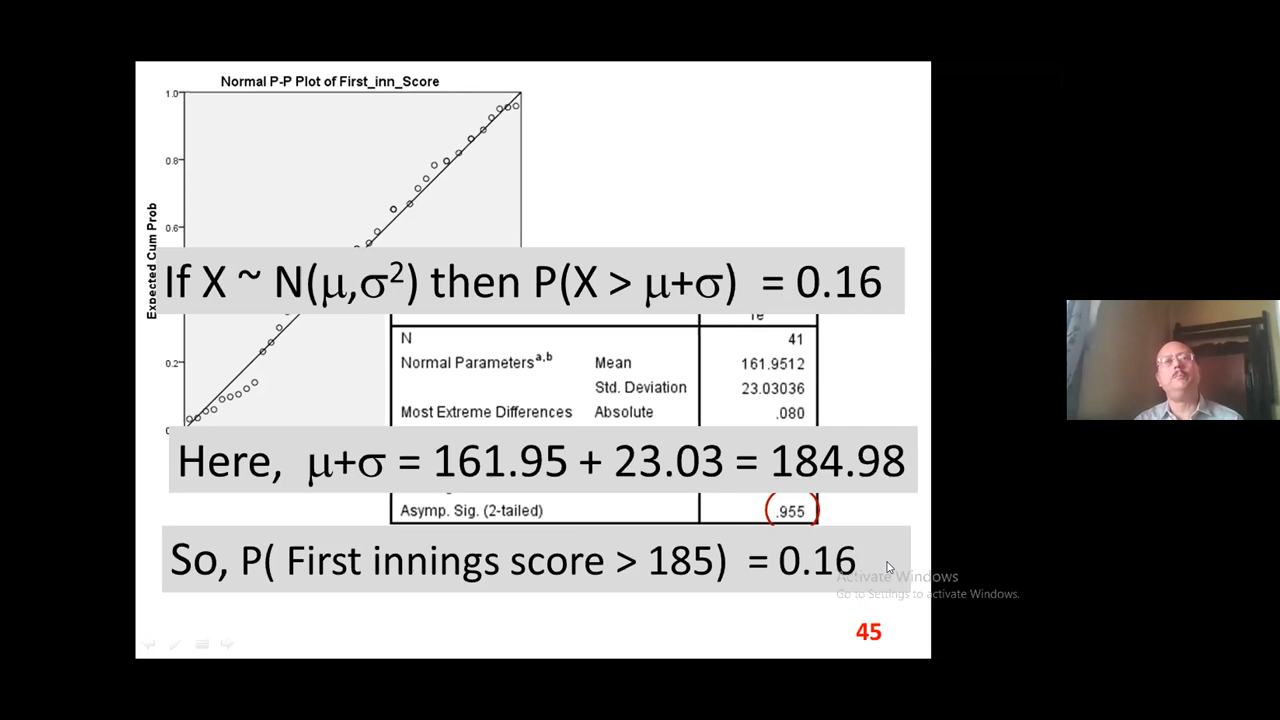 Normal P-P Plot of First_inn_Score
1.0
0.8
0.6
0.2
Expected Cum Prob
If X ~ N(μ,σ²) then P(X > μ+σ) = 0.16
N 41
Normal Parameters a,b Mean 161.9512
Std. Deviation 23.03036
Most Extreme Differences Absolute .080
Here, μ+σ = 161.95 + 23.03 = 184.98
Asymp. Sig. (2-tailed) .955
So, P( First innings score > 185) = 0.16
Activate Windows
Go to Settings to activate Windows.
45